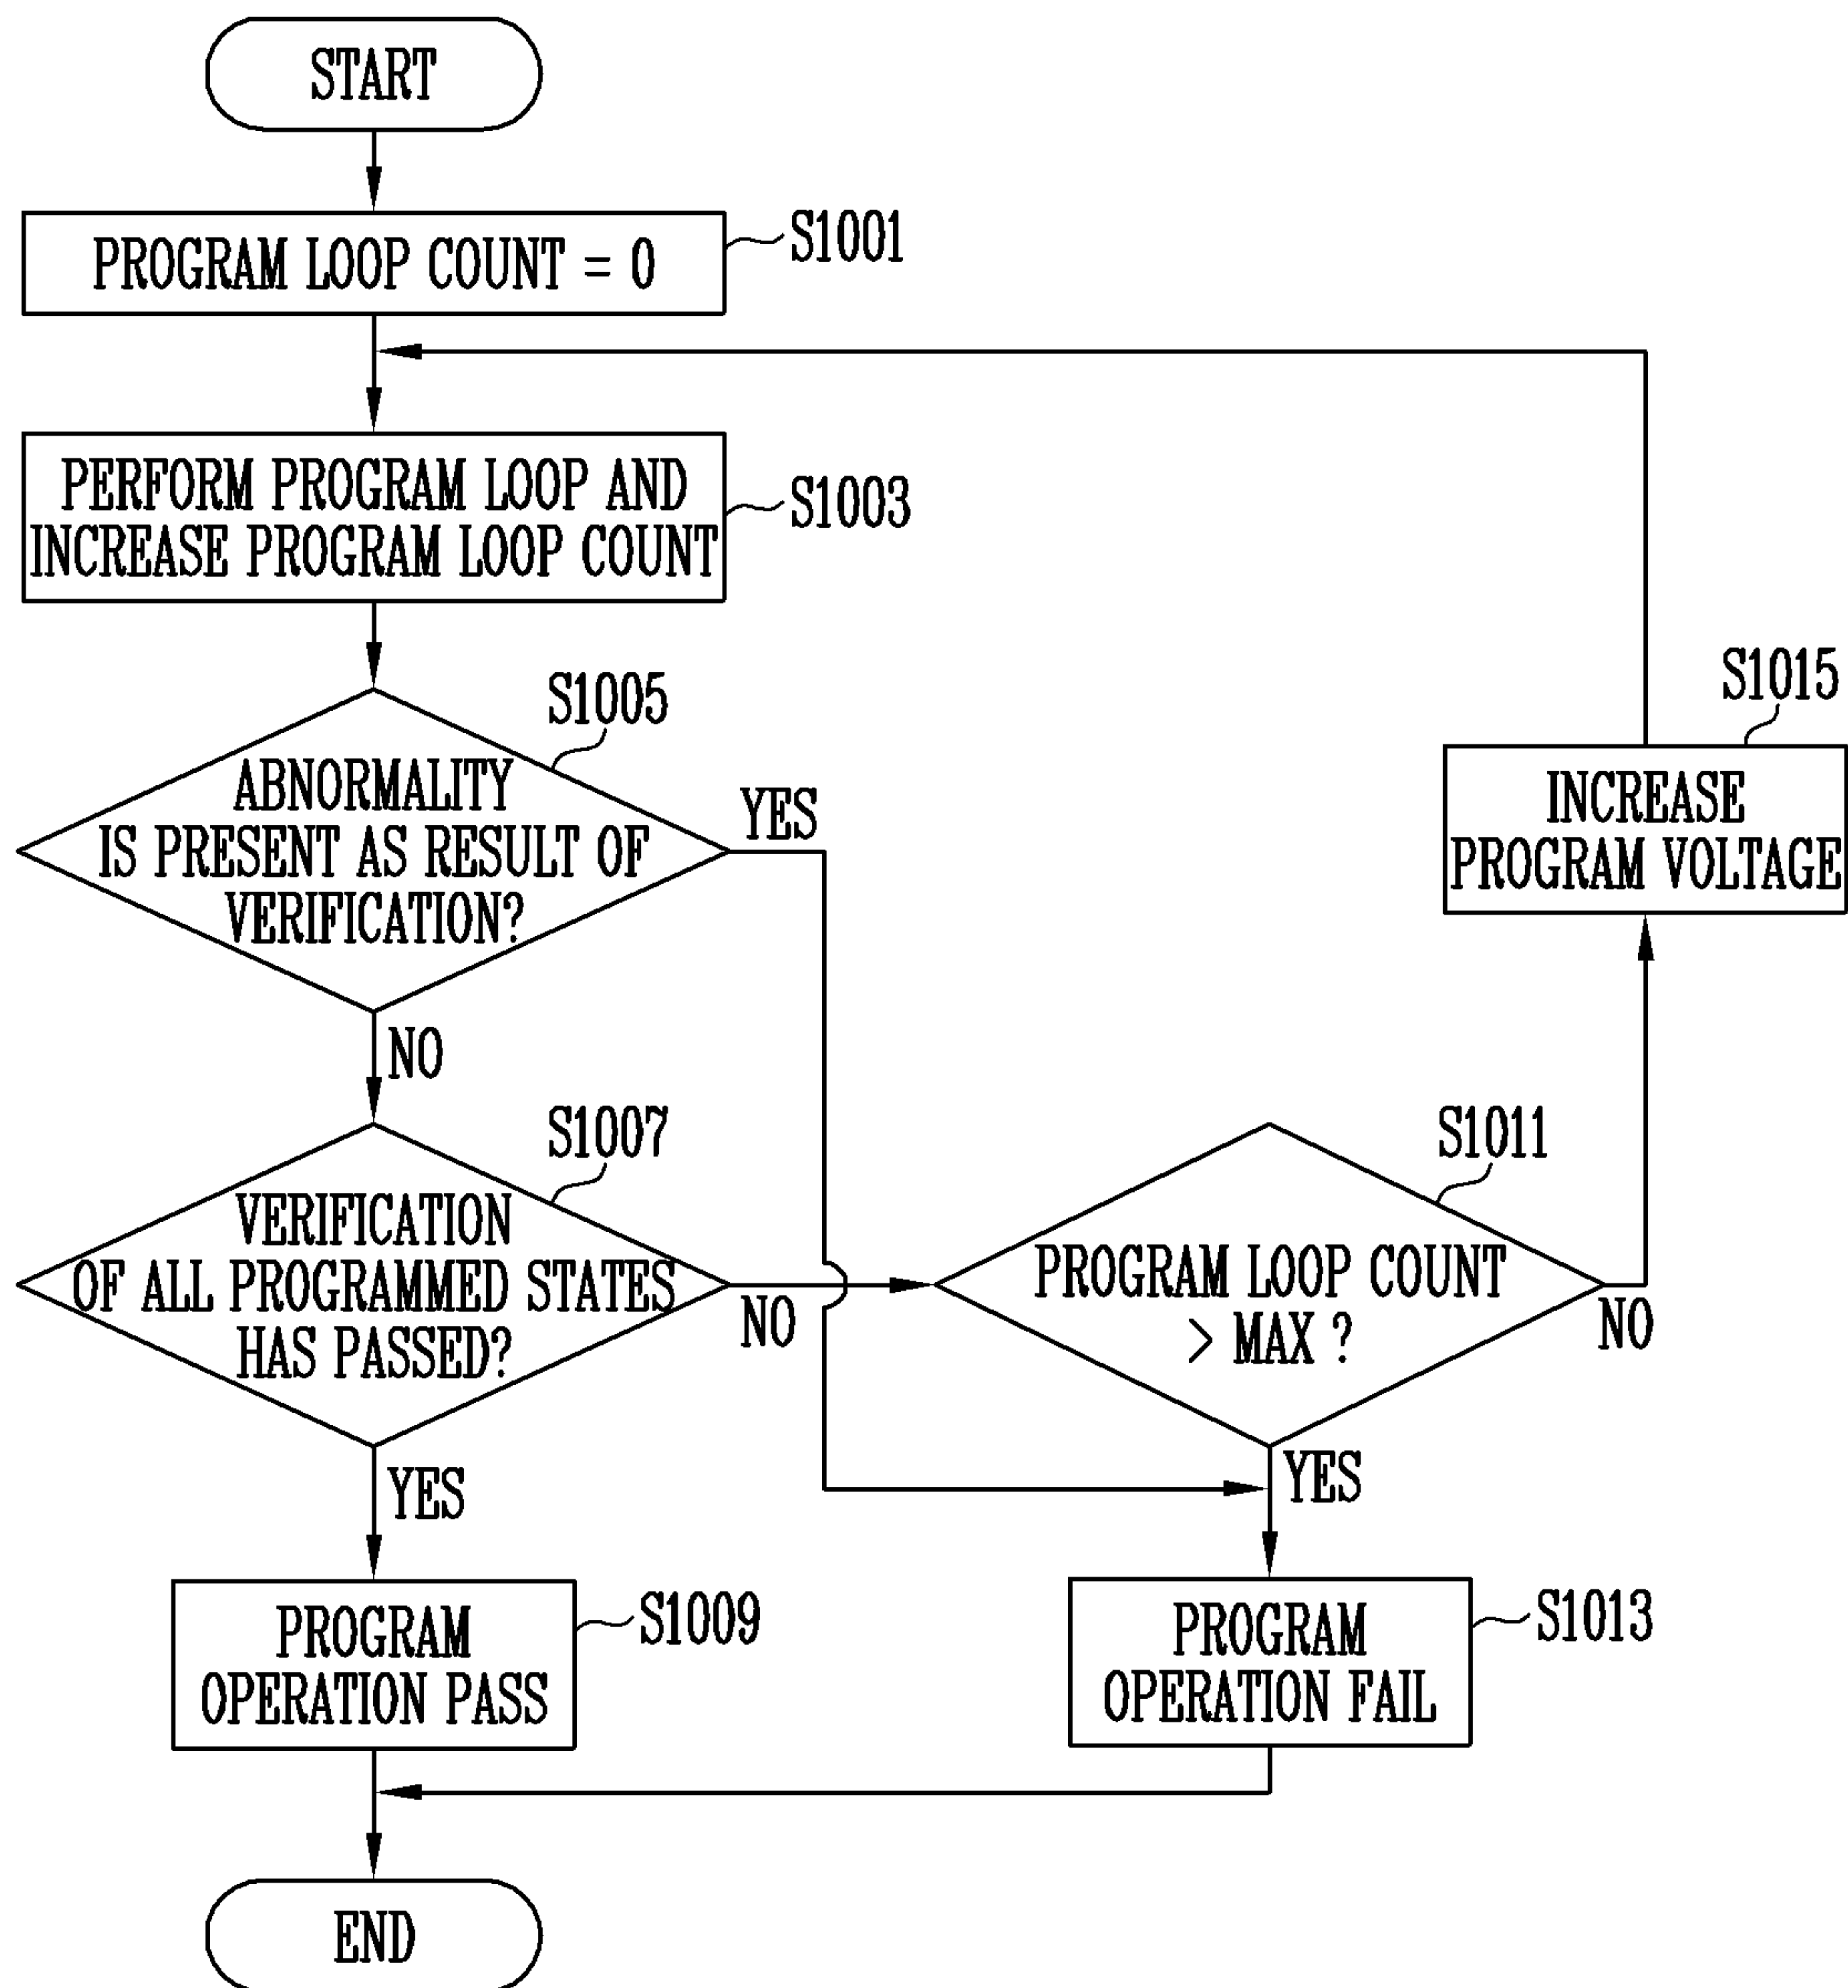 START
PROGRAM LOOP COUNT = 0
S1001
PERFORM PROGRAM LOOP AND
INCREASE PROGRAM LOOP COUNT
S1003
S1005
ABNORMALITY
IS PRESENT AS RESULT OF
VERIFICATION?
YES
NO
S1015
INCREASE
PROGRAM VOLTAGE
S1007
VERIFICATION
OF ALL PROGRAMMED STATES
HAS PASSED?
NO
YES
S1011
PROGRAM LOOP COUNT
> MAX ?
NO
YES
PROGRAM
OPERATION PASS
S1009
PROGRAM
OPERATION FAIL
S1013
END